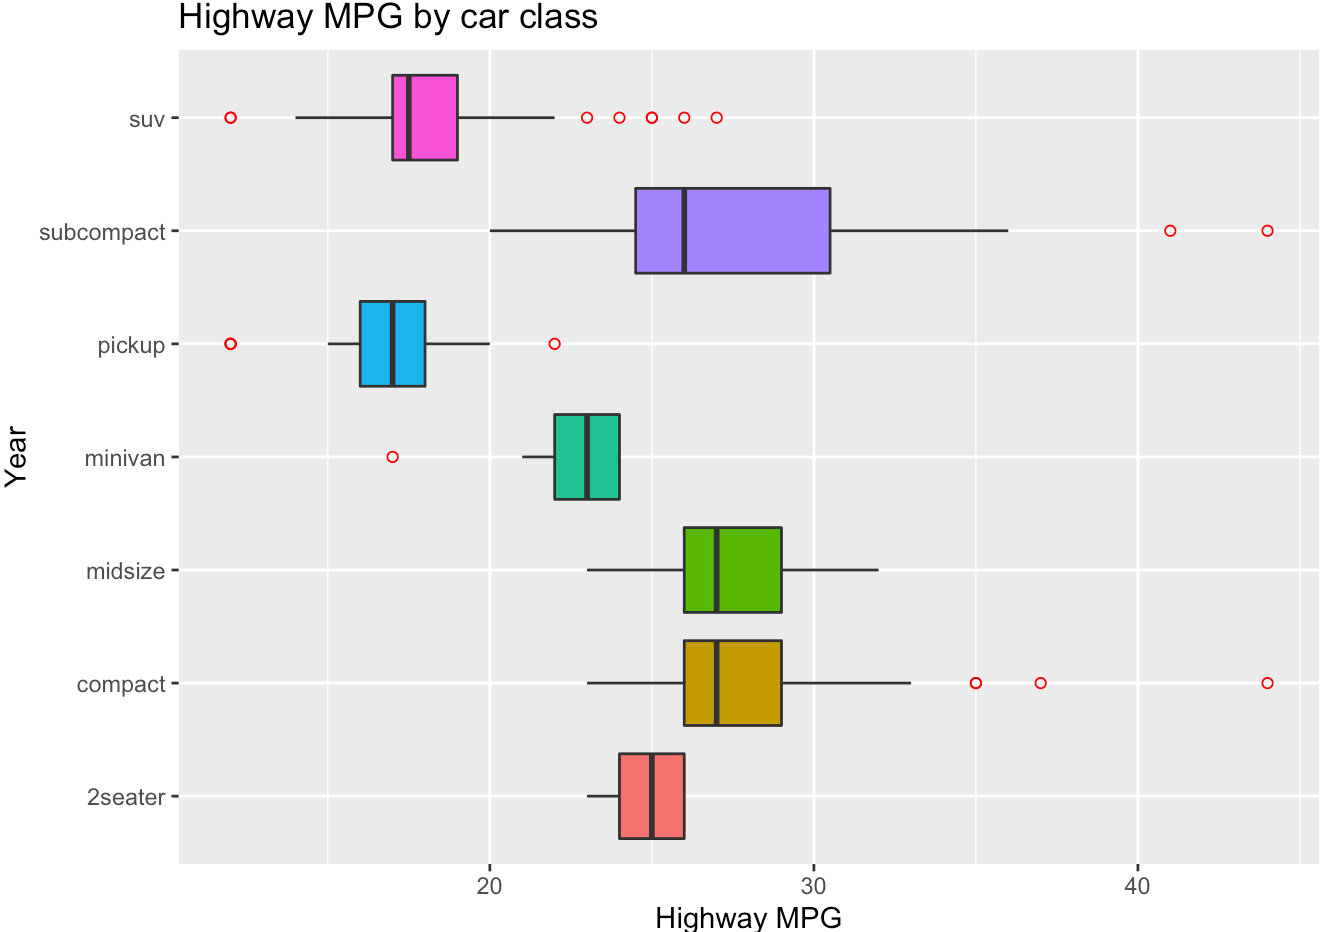 Highway MPG by car class
suv
subcompact
pickup
minivan
midsize
compact
2seater
Year
20
30
40
Highway MPG